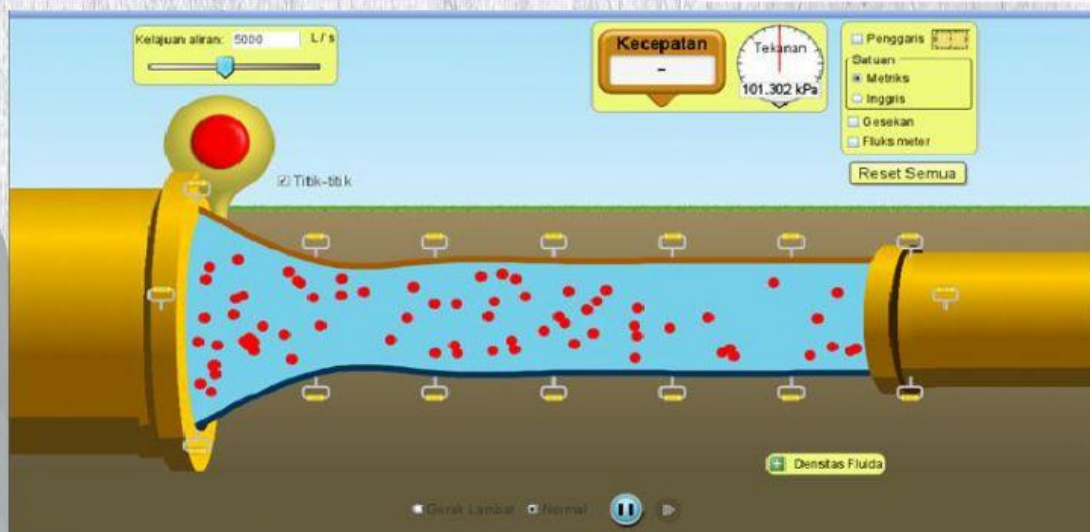 Kelajuan aliran: 5000 L / s
Kecepatan
-
Tekanan
101.302 kPa
Penggaris
Satuan
Metriks
Inggris
Gesekan
Fluks meter
Reset Semua
Titik-titik
Densitas Fluida
Gerak Lambat Normal